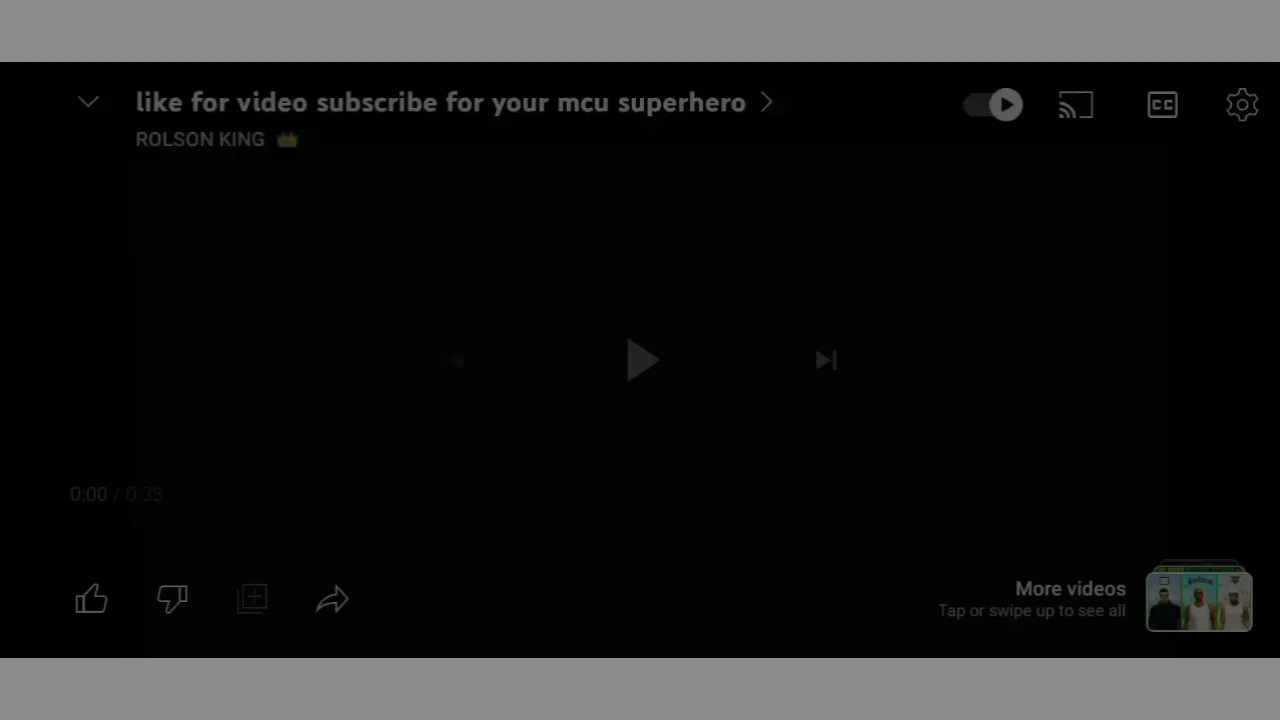 like for video subscribe for your mcu superhero
ROLSON KING
CC
0:00 / 0:33
More videos
Tap or swipe up to see all